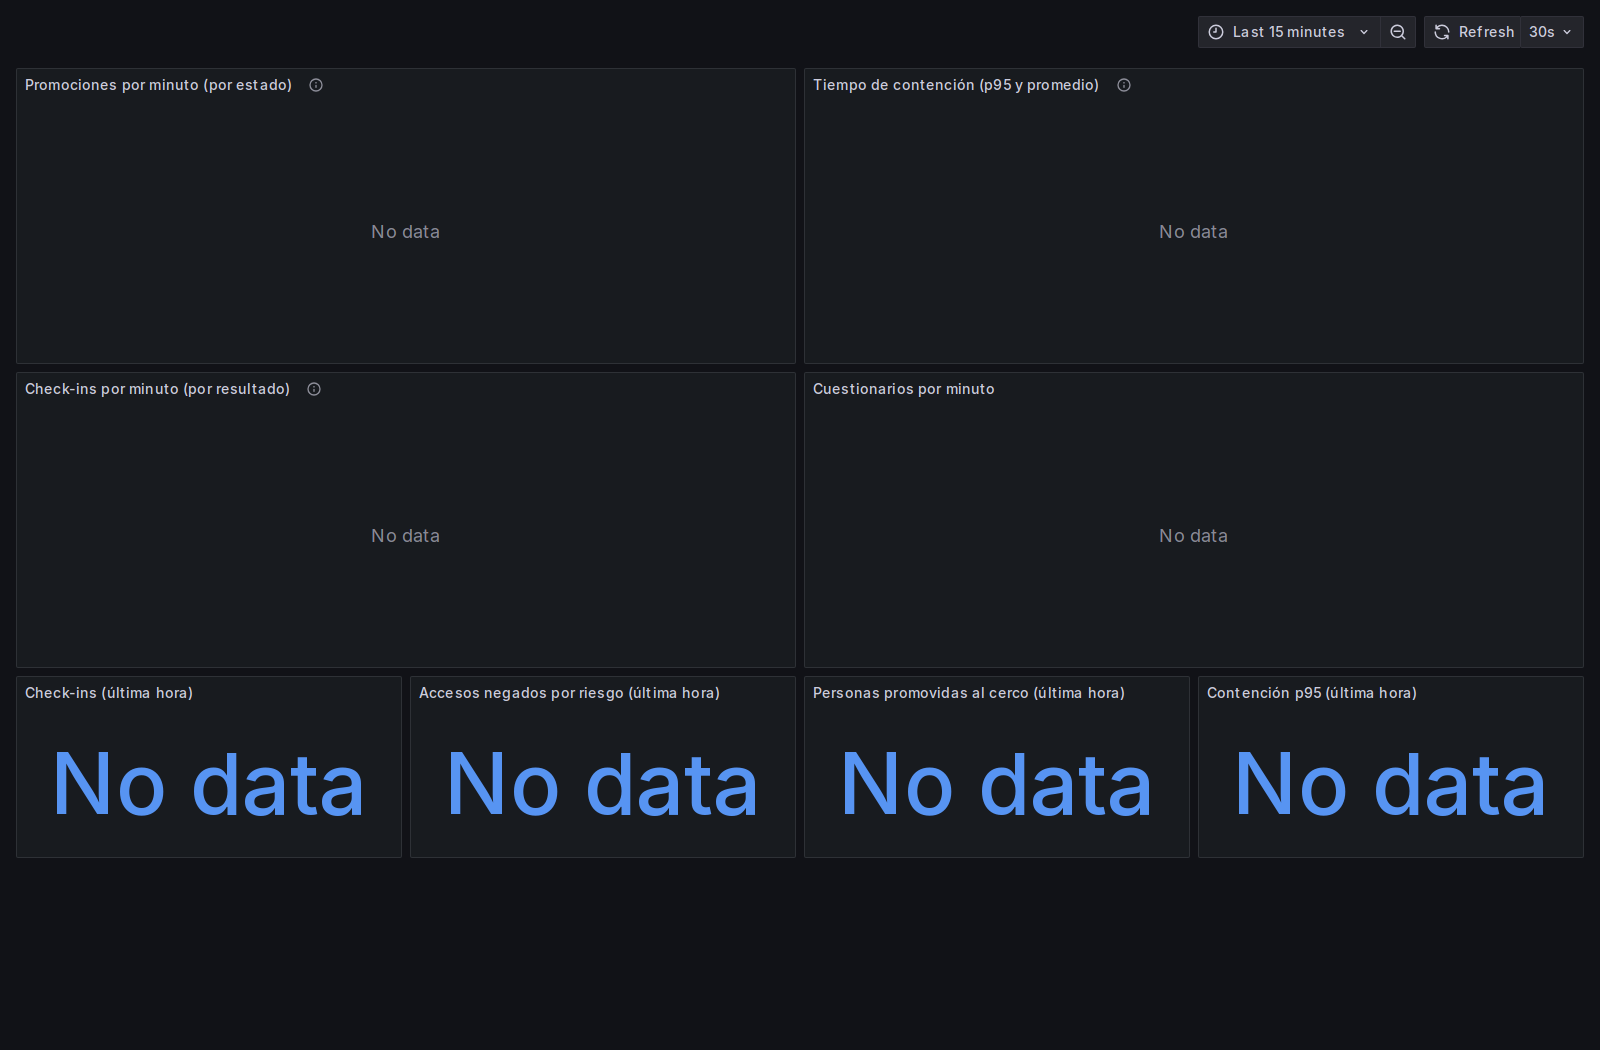 Last 15 minutes
Refresh
30s
Promociones por minuto (por estado)
Tiempo de contención (p95 y promedio)
No data
No data
Check-ins por minuto (por resultado)
Cuestionarios por minuto
No data
No data
Check-ins (última hora)
Accesos negados por riesgo (última hora)
Personas promovidas al cerco (última hora)
Contención p95 (última hora)
No data
No data
No data
No data